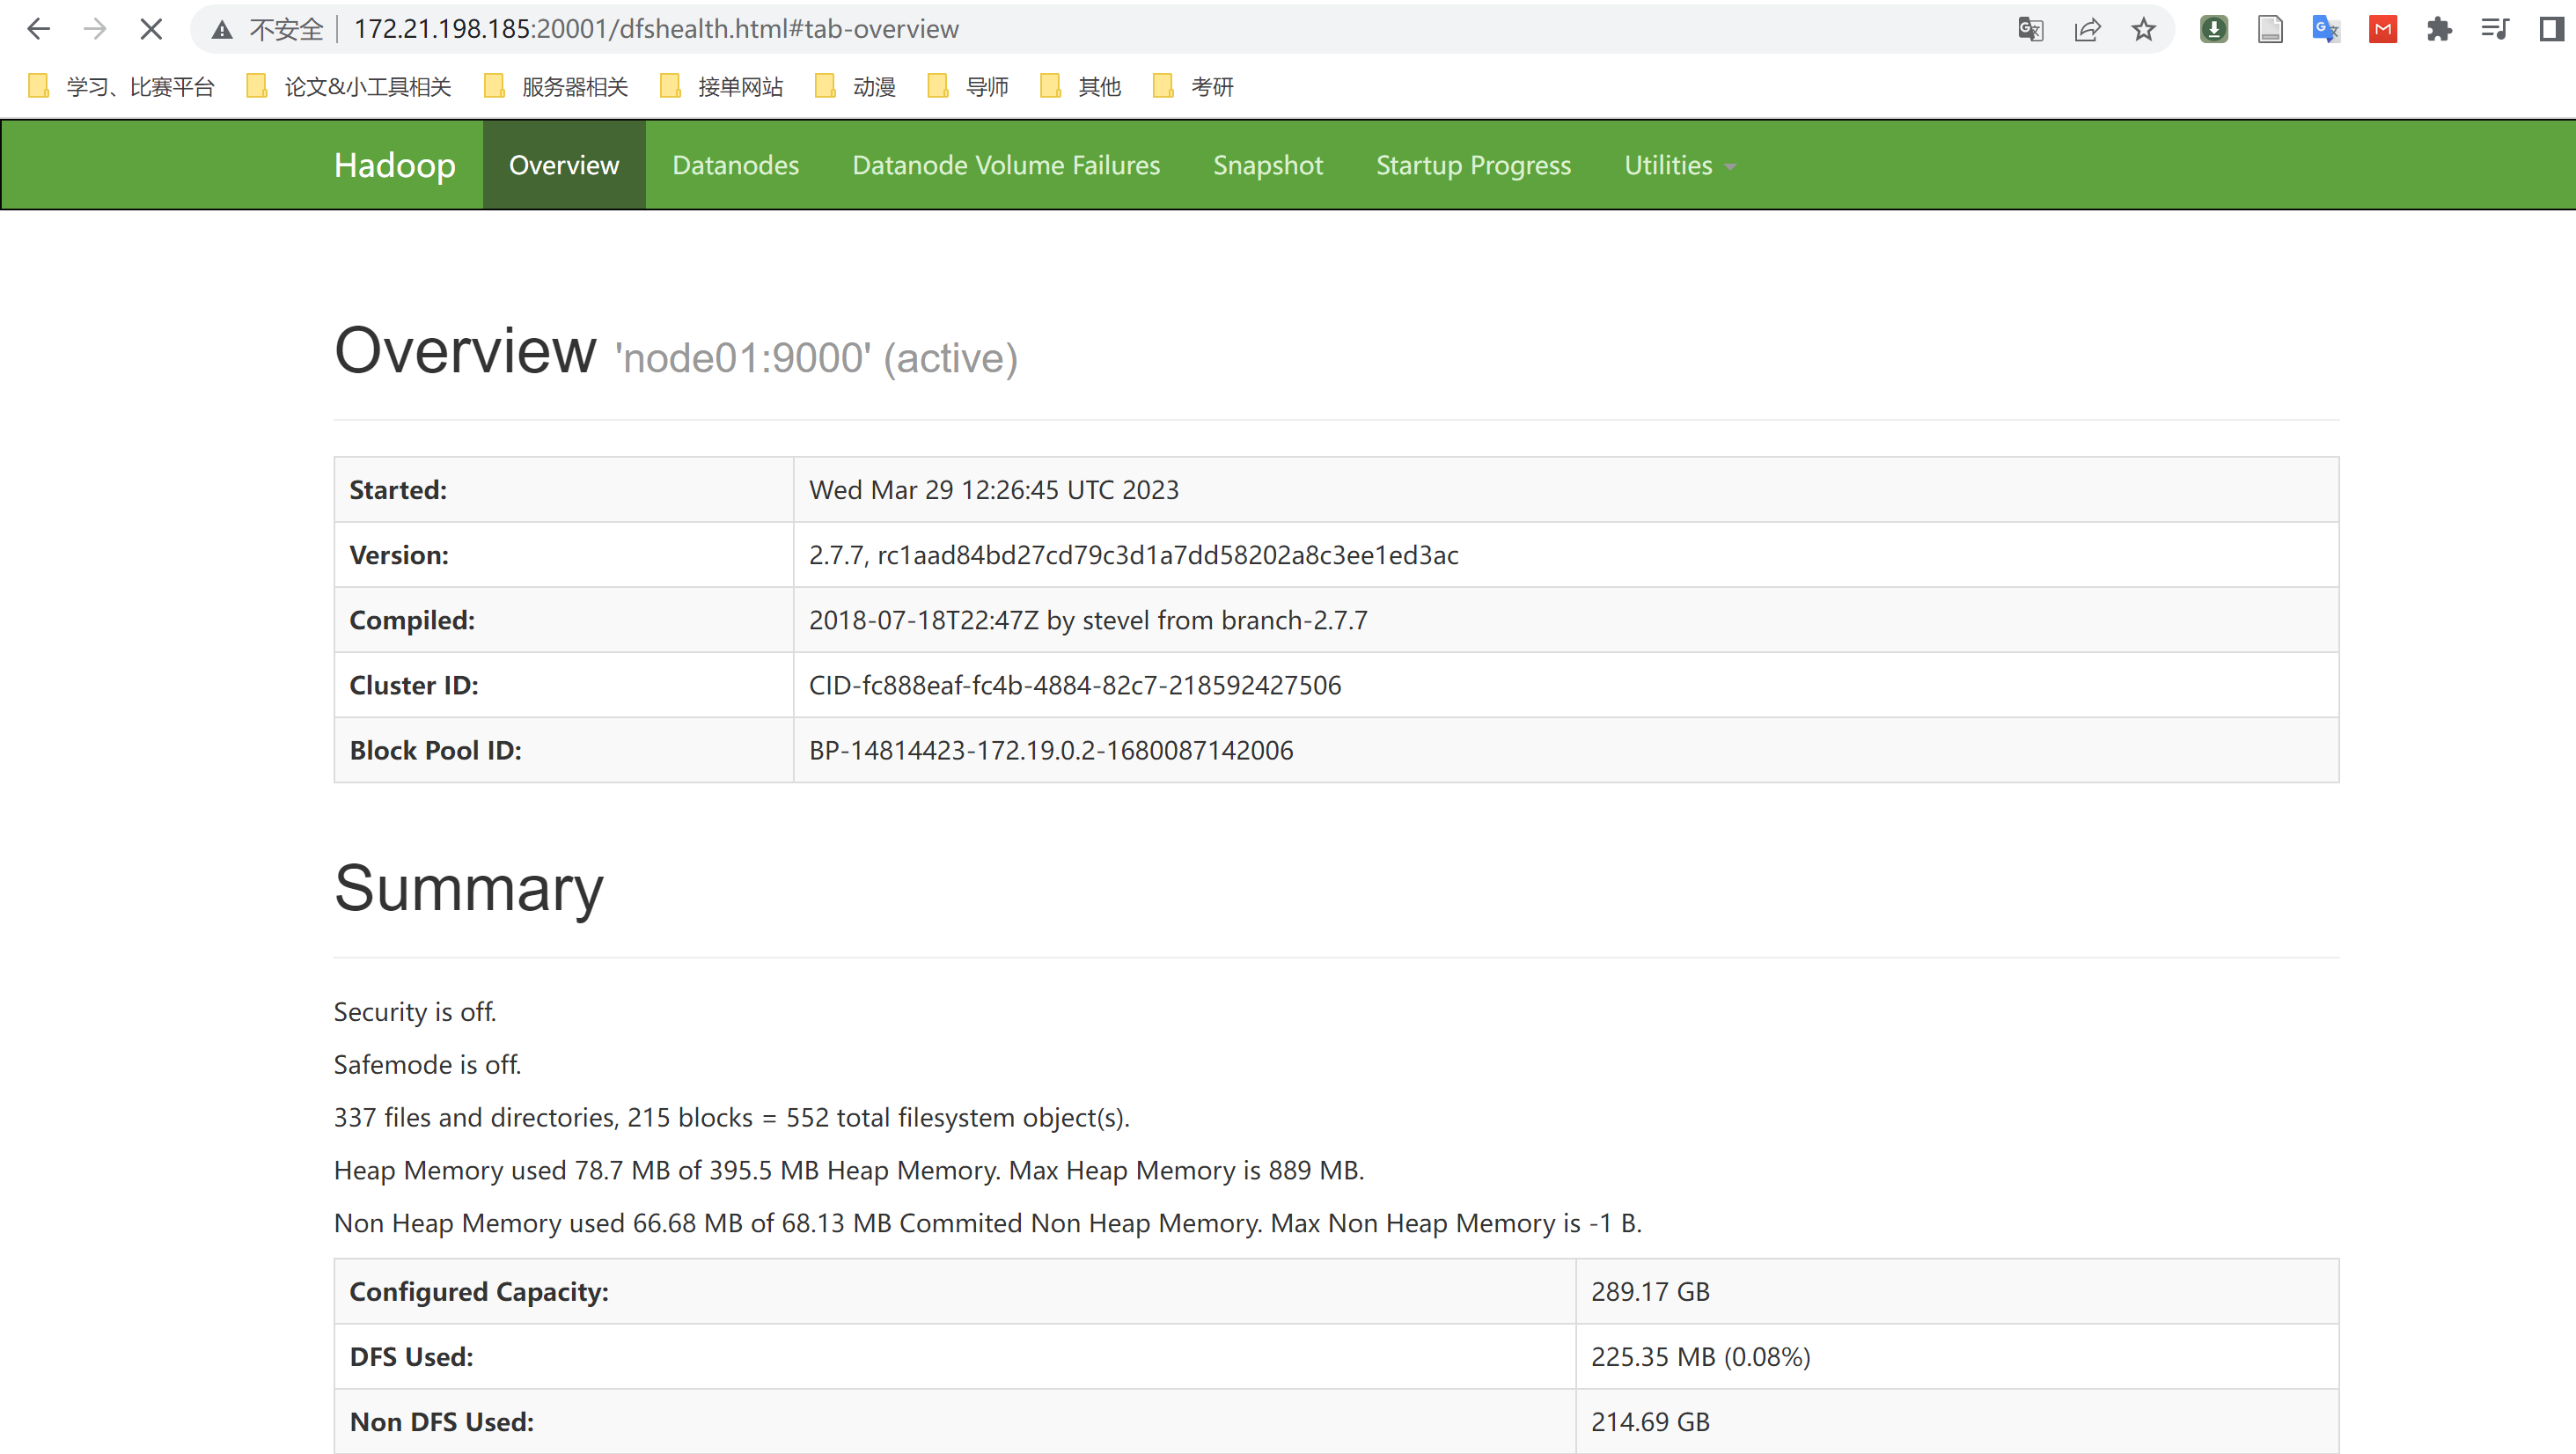 不安全 172.21.198.185:20001/dfshealth.html#tab-overview
学习、比赛平台 论文&小工具相关 服务器相关 接单网站 动漫 导师 其他 考研
Hadoop Overview Datanodes Datanode Volume Failures Snapshot Startup Progress Utilities
Overview 'node01:9000' (active)
Started: Wed Mar 29 12:26:45 UTC 2023
Version: 2.7.7, rc1aad84bd27cd79c3d1a7dd58202a8c3ee1ed3ac
Compiled: 2018-07-18T22:47Z by stevel from branch-2.7.7
Cluster ID: CID-fc888eaf-fc4b-4884-82c7-218592427506
Block Pool ID: BP-14814423-172.19.0.2-1680087142006
Summary
Security is off.
Safemode is off.
337 files and directories, 215 blocks = 552 total filesystem object(s).
Heap Memory used 78.7 MB of 395.5 MB Heap Memory. Max Heap Memory is 889 MB.
Non Heap Memory used 66.68 MB of 68.13 MB Commited Non Heap Memory. Max Non Heap Memory is -1 B.
Configured Capacity: 289.17 GB
DFS Used: 225.35 MB (0.08%)
Non DFS Used: 214.69 GB